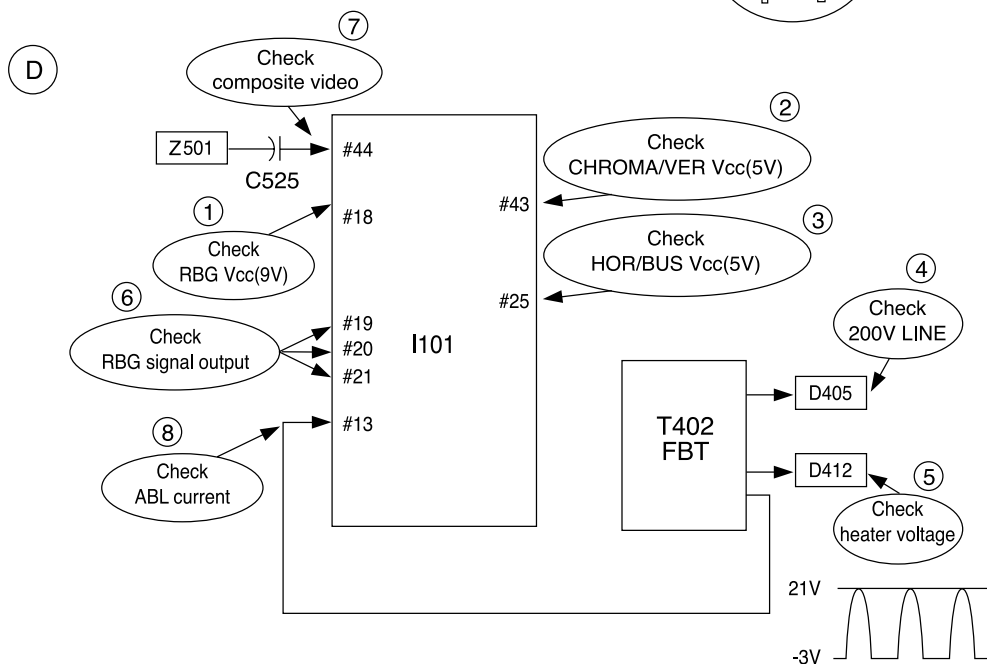 D
7
Check
composite video
Z501
C525
#44
2
Check
CHROMA/VER Vcc(5V)
#43
1
Check
RBG Vcc(9V)
#18
3
Check
HOR/BUS Vcc(5V)
#25
6
Check
RBG signal output
#19
#20
#21
I101
4
Check
200V LINE
D405
T402
FBT
8
Check
ABL current
#13
D412
5
Check
heater voltage
21V
-3V